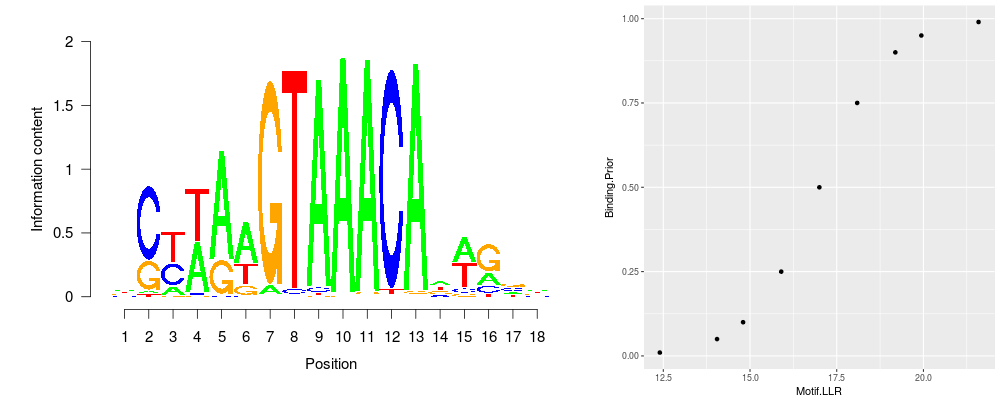 2
1.5
1
0.5
0
Information content
1 2 3 4 5 6 7 8 9 10 11 12 13 14 15 16 17 18
Position
C T T A A G T A A A C A A G
G C A G T T
1.00
0.75
0.50
0.25
0.00
Binding.Prior
12.5 15.0 17.5 20.0
Motif.LLR